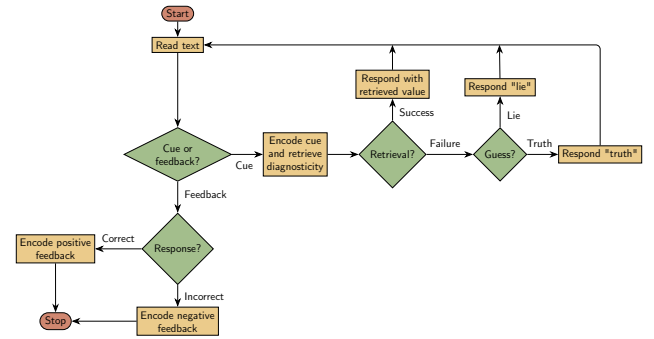 Start
Read text
Respond with
retrieved value
Respond "lie"
Success
Lie
Cue or
feedback?
Cue
Encode cue
and retrieve
diagnosticity
Retrieval?
Failure
Guess?
Truth
Respond "truth"
Feedback
Correct
Encode positive
feedback
Response?
Incorrect
Stop
Encode negative
feedback